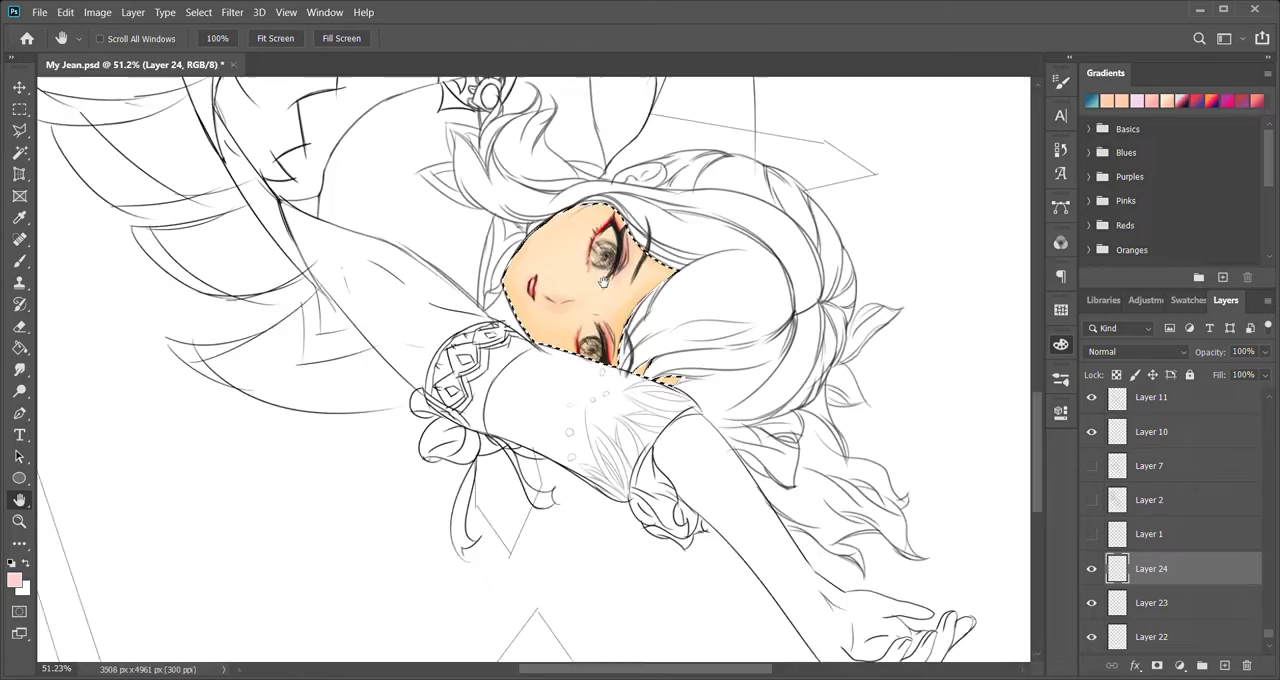 Ps File Edit Image Layer Type Select Filter 3D View Window Help
Scroll All Windows 100% Fit Screen Fill Screen
My Jean.psd @ 51.2% (Layer 24, RGB/8) *
Gradients
Basics
Blues
Purples
Pinks
Reds
Oranges
Libraries Adjustme Swatches Layers
Kind
Normal Opacity: 100%
Lock: Fill: 100%
Layer 11
Layer 10
Layer 7
Layer 2
Layer 1
Layer 24
Layer 23
Layer 22
51.23% 3508 px x 4961 px (300 ppi)